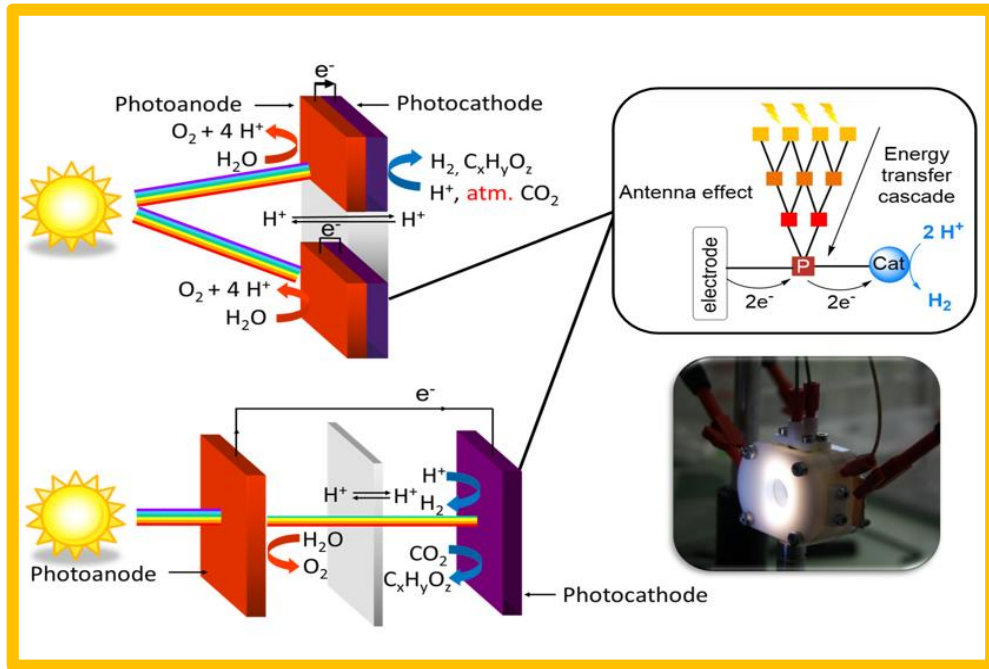 e⁻
Photoanode
Photocathode
O₂ + 4 H⁺
H₂O
H₂, CₓHᵧO_z
H⁺, atm. CO₂
H⁺ H⁺
O₂ + 4 H⁺
H₂O
Antenna effect
Energy
transfer
cascade
2 H⁺
electrode
P
Cat
2e⁻
2e⁻
H₂
e⁻
H⁺ H⁺
H⁺
H₂
H₂O
O₂
CO₂
CₓHᵧO_z
Photoanode
Photocathode